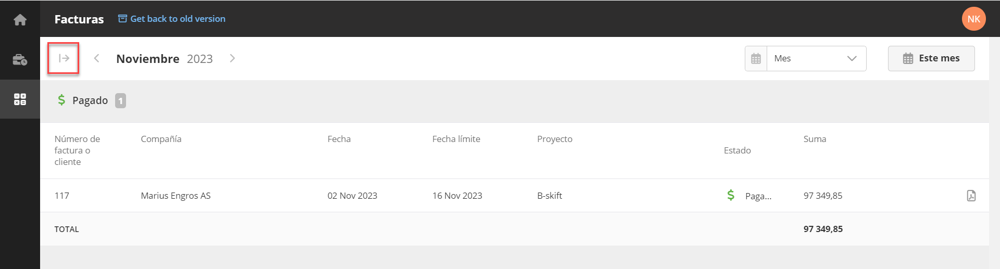 Facturas Get back to old version NK
Noviembre 2023 Mes Este mes
$ Pagado 1
Número de
factura o
cliente
Compañía Fecha Fecha límite Proyecto Estado Suma
117 Marius Engros AS 02 Nov 2023 16 Nov 2023 B-skift $ Paga... 97 349,85
TOTAL 97 349,85